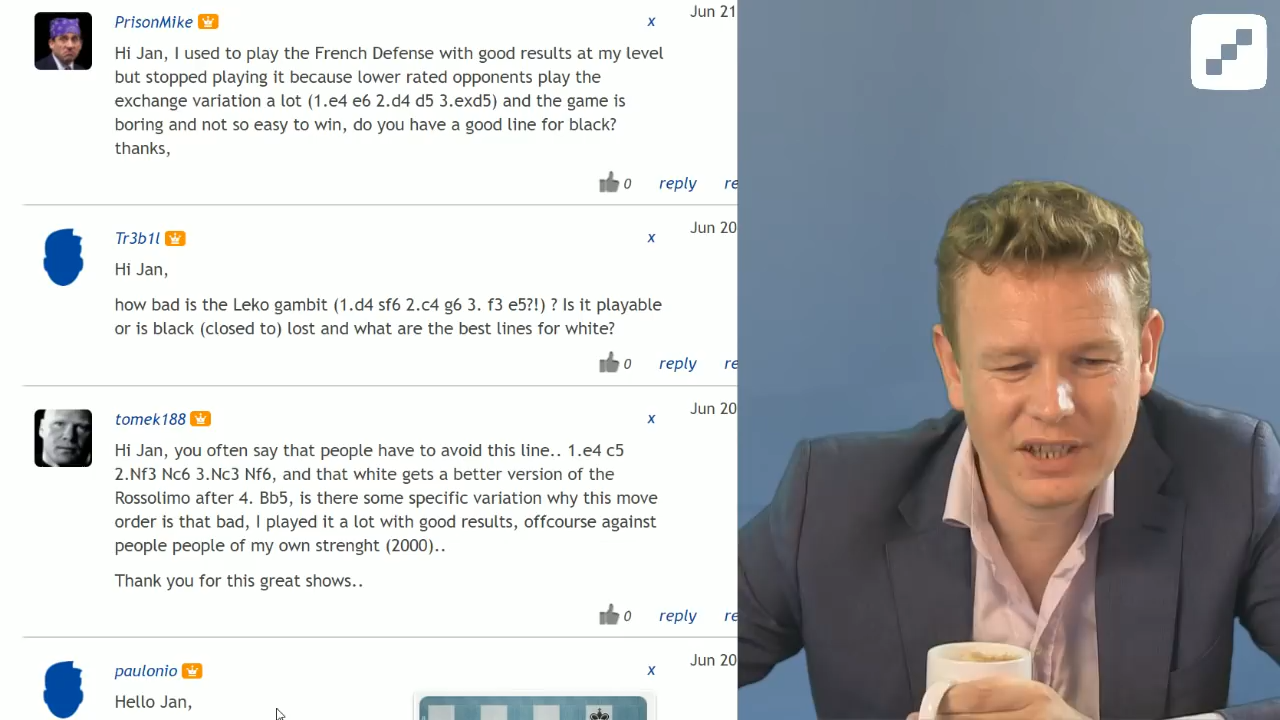 PrisonMike
x
Jun 21
Hi Jan, I used to play the French Defense with good results at my level
but stopped playing it because lower rated opponents play the
exchange variation a lot (1.e4 e6 2.d4 d5 3.exd5) and the game is
boring and not so easy to win, do you have a good line for black?
thanks,
0
reply
re
Tr3b1l
x
Jun 20
Hi Jan,
how bad is the Leko gambit (1.d4 sf6 2.c4 g6 3. f3 e5?!) ? Is it playable
or is black (closed to) lost and what are the best lines for white?
0
reply
re
tomek188
x
Jun 20
Hi Jan, you often say that people have to avoid this line.. 1.e4 c5
2.Nf3 Nc6 3.Nc3 Nf6, and that white gets a better version of the
Rossolimo after 4. Bb5, is there some specific variation why this move
order is that bad, I played it a lot with good results, offcourse against
people people of my own strenght (2000)..
Thank you for this great shows..
0
reply
re
paulonio
x
Jun 20
Hello Jan,